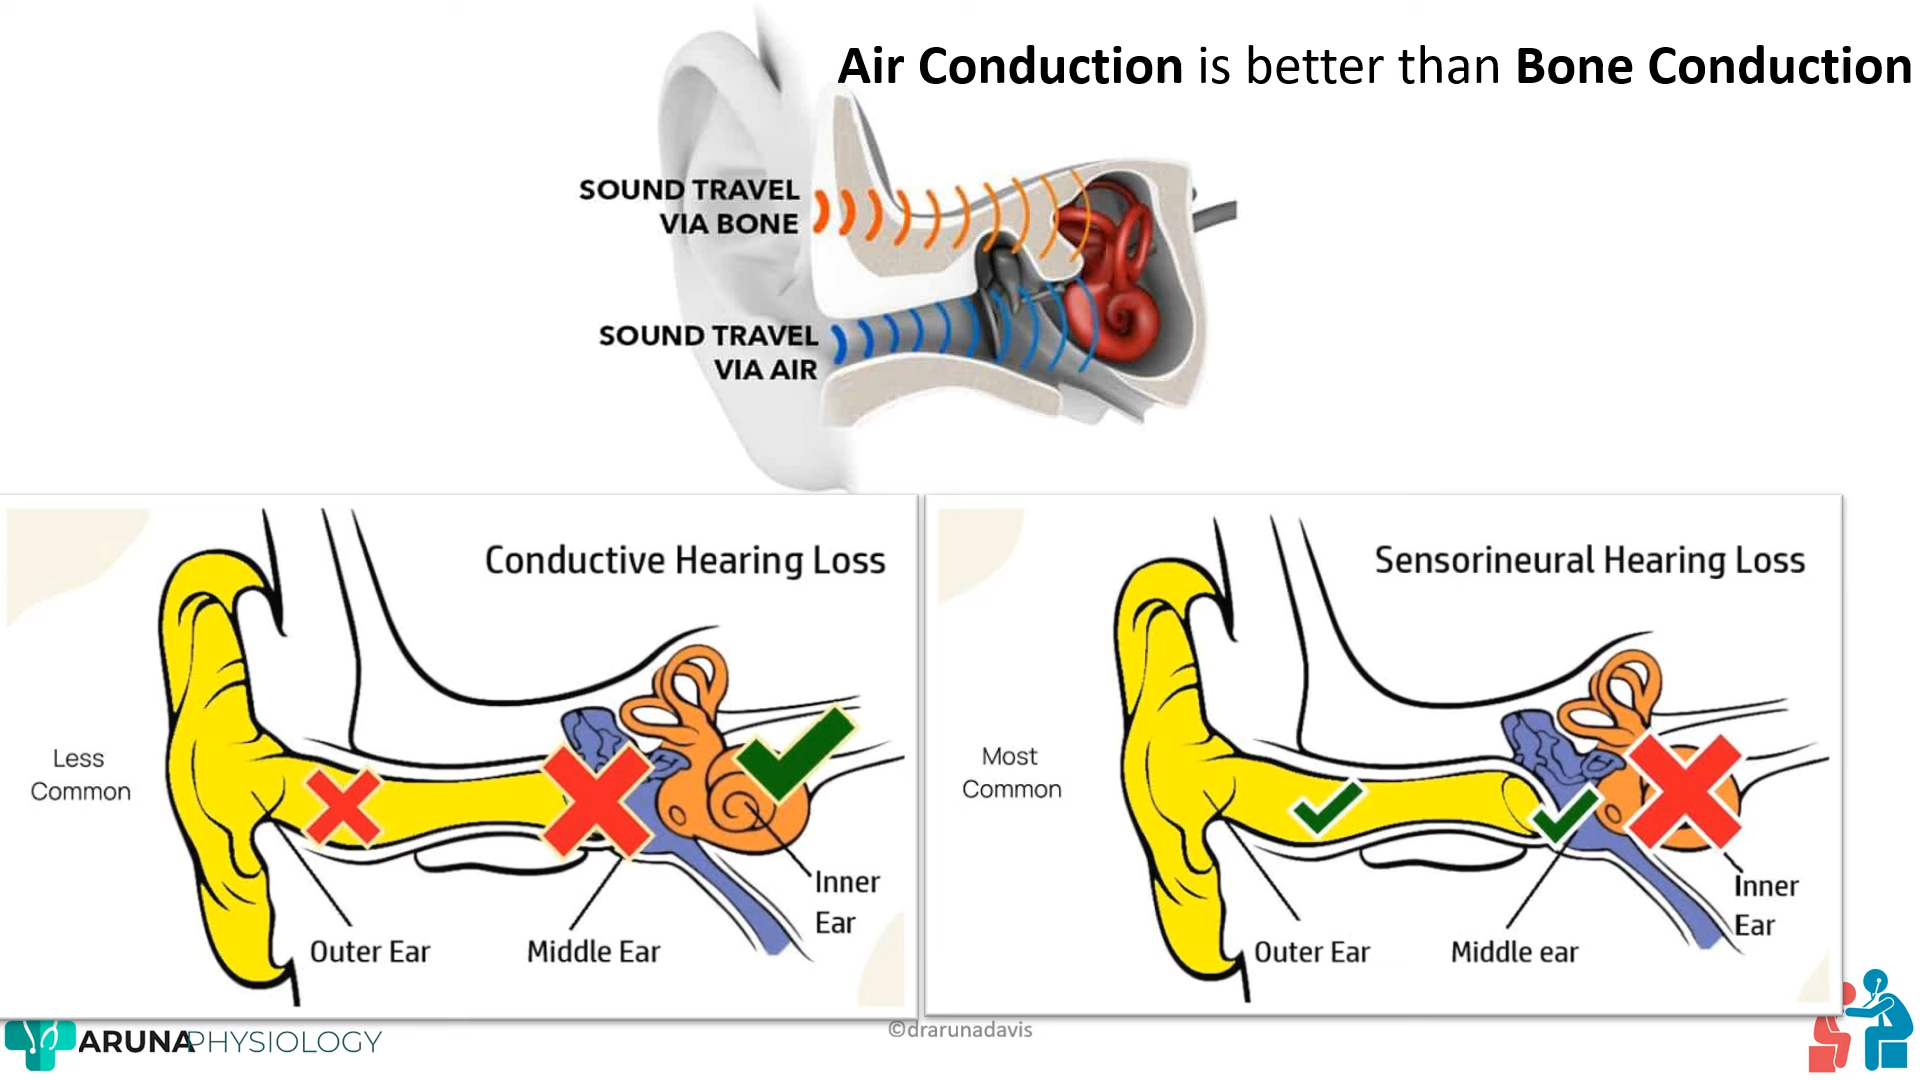 Air Conduction is better than Bone Conduction
SOUND TRAVEL
VIA BONE
SOUND TRAVEL
VIA AIR
Conductive Hearing Loss
Less
Common
Inner
Ear
Outer Ear
Middle Ear
Sensorineural Hearing Loss
Most
Common
Inner
Ear
Outer Ear
Middle ear
ARUNAPHYSIOLOGY
©drarunadavis